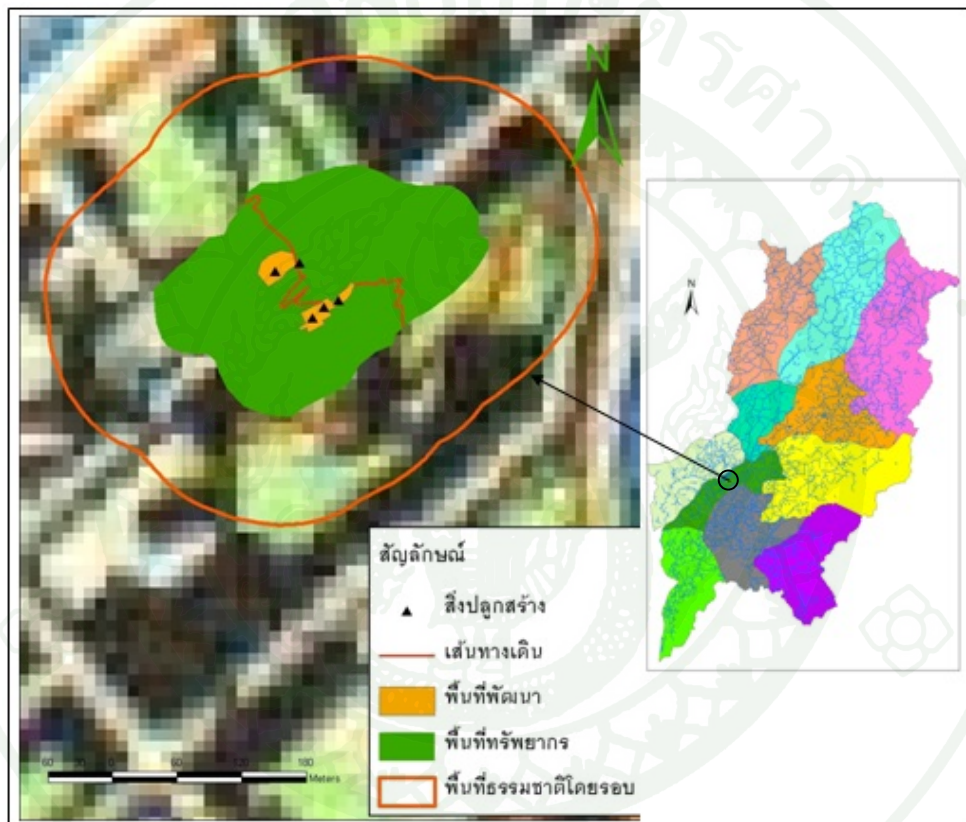 N
N
สัญลักษณ์
สิ่งปลูกสร้าง
เส้นทางเดิน
พื้นที่พัฒนา
พื้นที่ทรัพยากร
พื้นที่ธรรมชาติโดยรอบ
60 30 0 60 120 180
Meters